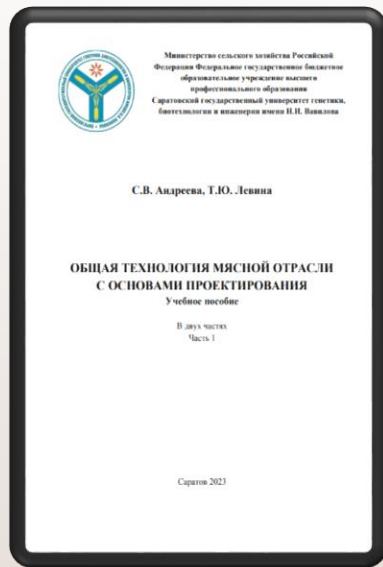 Министерство сельского хозяйства Российской
Федерации Федеральное государственное бюджетное
образовательное учреждение высшего
профессионального образования
Саратовский государственный университет генетики,
биотехнологии и инженерии имени Н.И. Вавилова
С.В. Андреева, Т.Ю. Левина
ОБЩАЯ ТЕХНОЛОГИЯ МЯСНОЙ ОТРАСЛИ
С ОСНОВАМИ ПРОЕКТИРОВАНИЯ
Учебное пособие
В двух частях
Часть 1
Саратов 2023